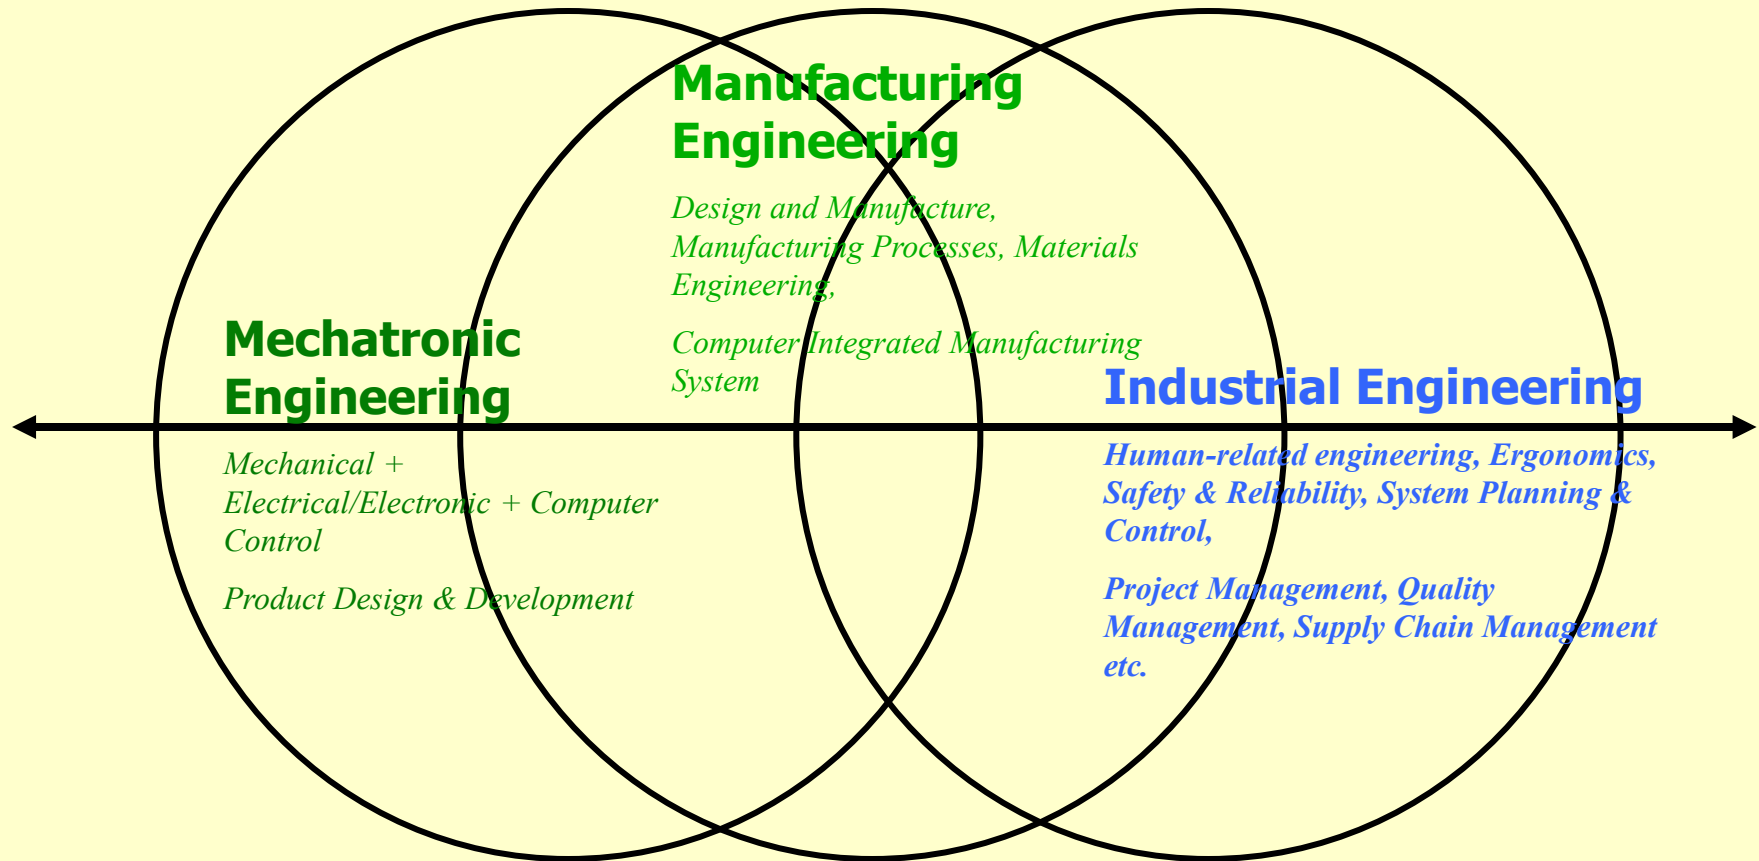 Manufacturing
Engineering
Design and Manufacture,
Manufacturing Processes, Materials
Engineering,
Computer Integrated Manufacturing
System
Mechatronic
Engineering
Mechanical +
Electrical/Electronic + Computer
Control
Product Design & Development
Industrial Engineering
Human-related engineering, Ergonomics,
Safety & Reliability, System Planning &
Control,
Project Management, Quality
Management, Supply Chain Management
etc.